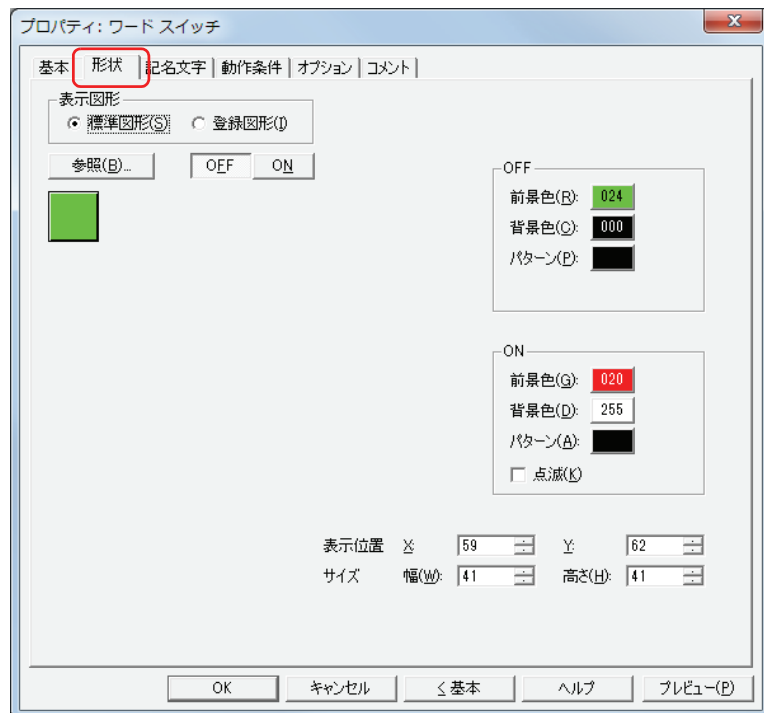 プロパティ: ワード スイッチ
x
基本 形状 記名文字 動作条件 オプション コメント
表示図形
標準図形(S) 登録図形(I)
参照(B)... OFF ON
OFF
前景色(R): 024
背景色(C): 000
パターン(P):
ON
前景色(G): 020
背景色(D): 255
パターン(A):
点滅(K)
表示位置 X: 59 Y: 62
サイズ 幅(W): 41 高さ(H): 41
OK キャンセル < 基本 ヘルプ プレビュー(P)